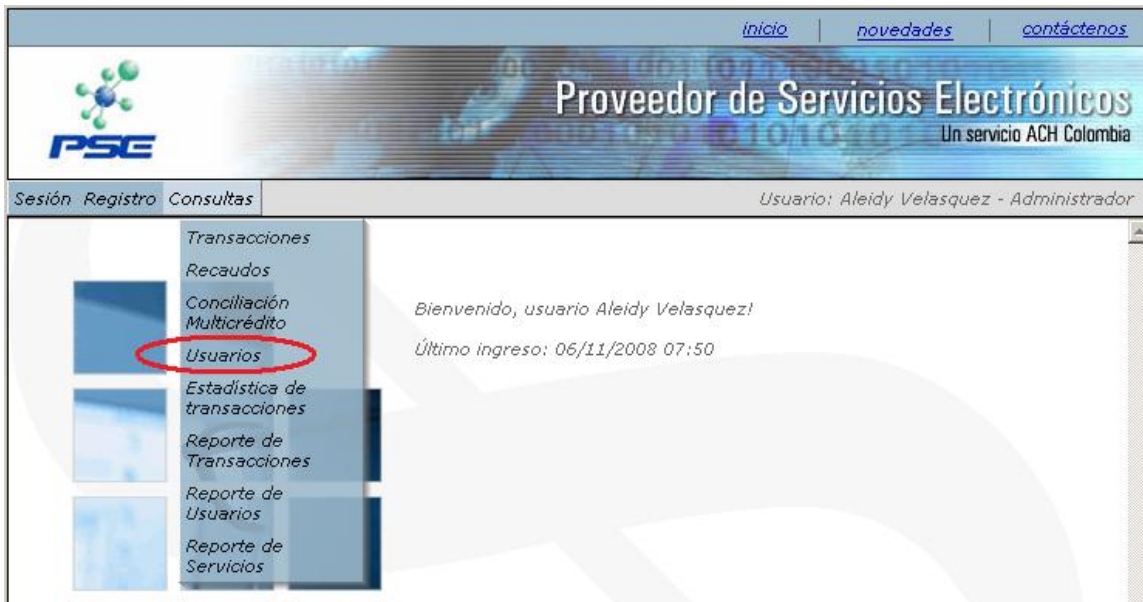 inicio | novedades | contáctenos
Proveedor de Servicios Electrónicos
Un servicio ACH Colombia
PSE
Sesión Registro Consultas
Usuario: Aleidy Velasquez - Administrador
Transacciones
Recaudos
Conciliación
Multicrédito
Usuarios
Estadística de
transacciones
Reporte de
Transacciones
Reporte de
Usuarios
Reporte de
Servicios
Bienvenido, usuario Aleidy Velasquez!
Último ingreso: 06/11/2008 07:50